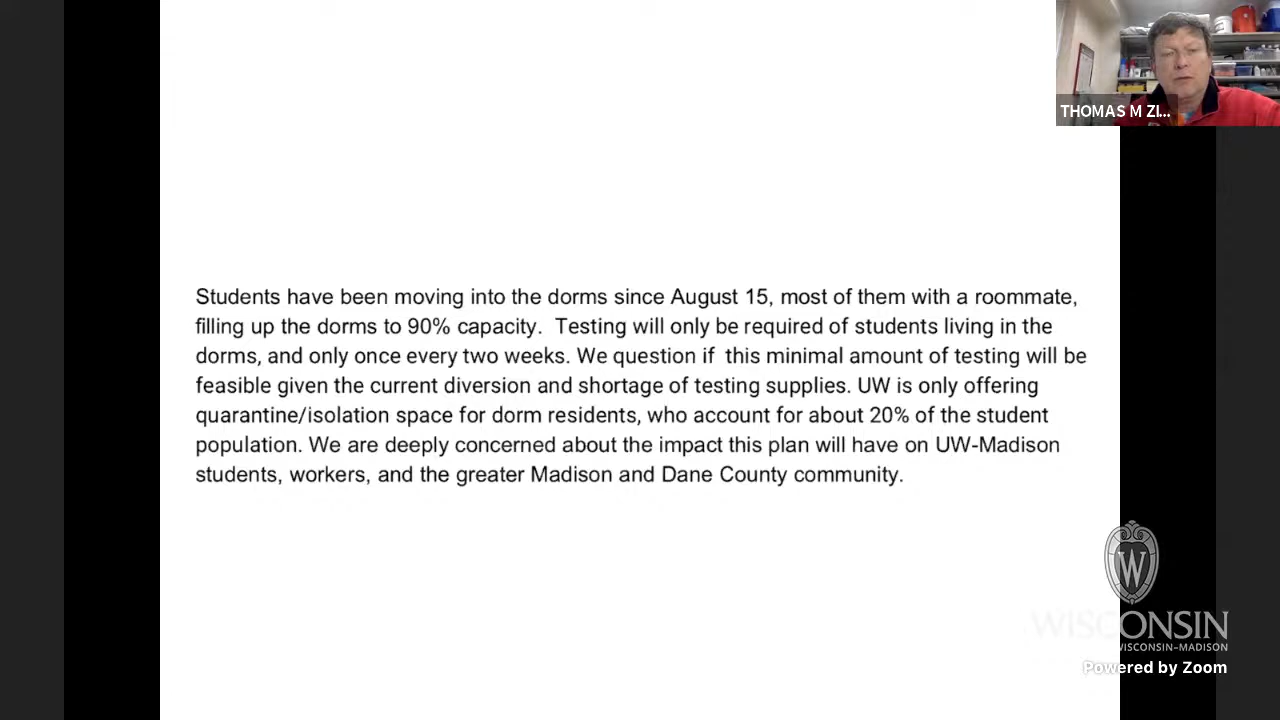 THOMAS M ZI...
Students have been moving into the dorms since August 15, most of them with a roommate,
filling up the dorms to 90% capacity.  Testing will only be required of students living in the
dorms, and only once every two weeks. We question if  this minimal amount of testing will be
feasible given the current diversion and shortage of testing supplies. UW is only offering
quarantine/isolation space for dorm residents, who account for about 20% of the student
population. We are deeply concerned about the impact this plan will have on UW-Madison
students, workers, and the greater Madison and Dane County community.
W
WISCONSIN
WISCONSIN–MADISON
Powered by Zoom